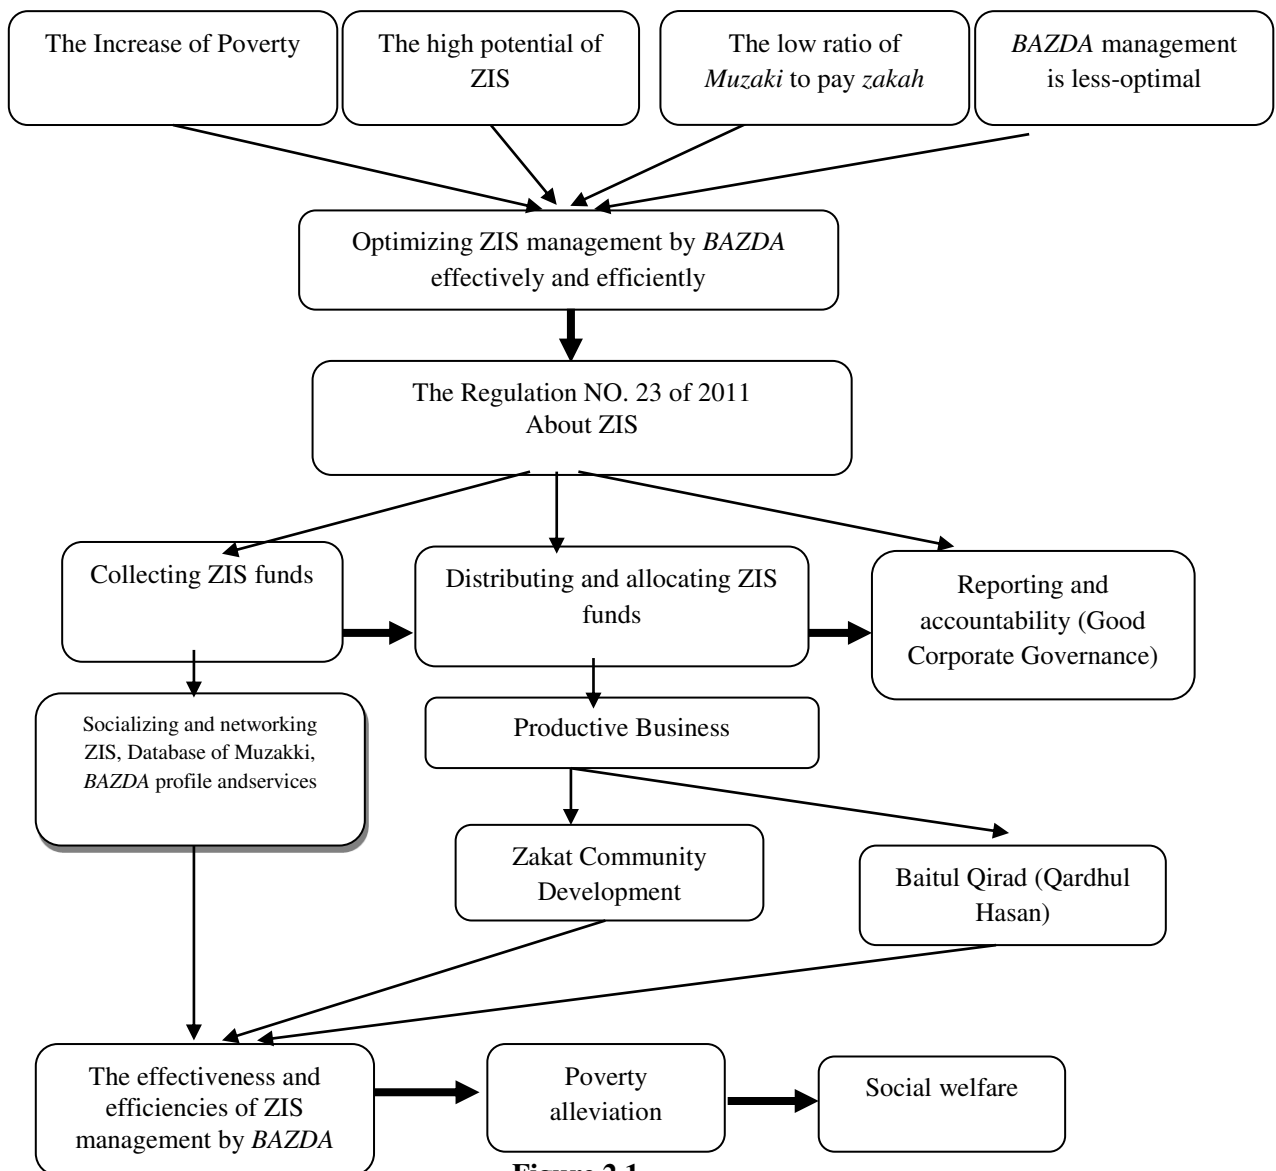 The Increase of Poverty
The high potential of
ZIS
The low ratio of
Muzaki to pay zakah
BAZDA management
is less-optimal
Optimizing ZIS management by BAZDA
effectively and efficiently
The Regulation NO. 23 of 2011
About ZIS
Collecting ZIS funds
Distributing and allocating ZIS
funds
Reporting and
accountability (Good
Corporate Governance)
Socializing and networking
ZIS, Database of Muzakki,
BAZDA profile andservices
Productive Business
Zakat Community
Development
Baitul Qirad (Qardhul
Hasan)
The effectiveness and
efficiencies of ZIS
management by BAZDA
Poverty
alleviation
Social welfare
Figure 2.1